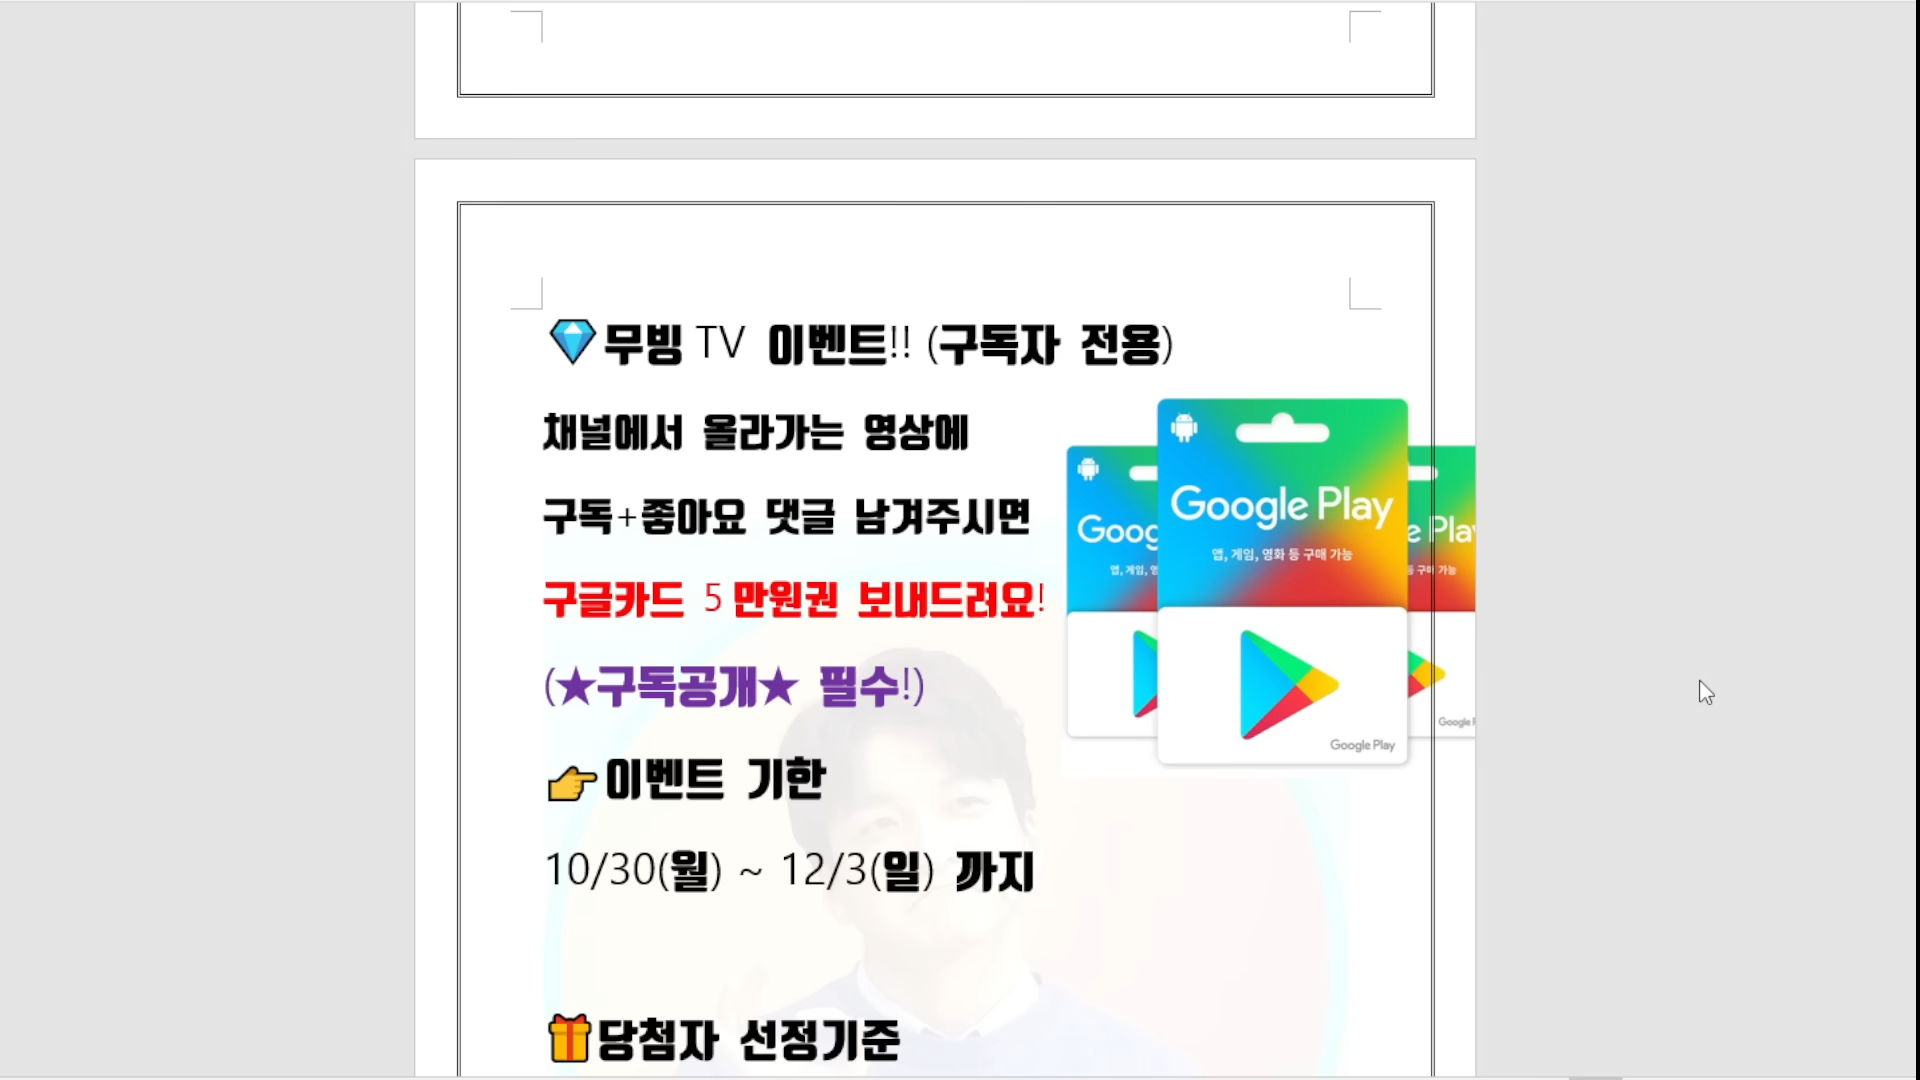 무빙 TV 이벤트!! (구독자 전용)
채널에서 올라가는 영상에
구독+좋아요 댓글 남겨주시면
구글카드 5만원권 보내드려요!
(★구독공개★ 필수!)
👉이벤트 기한
10/30(월) ~ 12/3(일) 까지
🎁당첨자 선정기준
Google Play
앱, 게임, 영화 등 구매 가능
Google Play